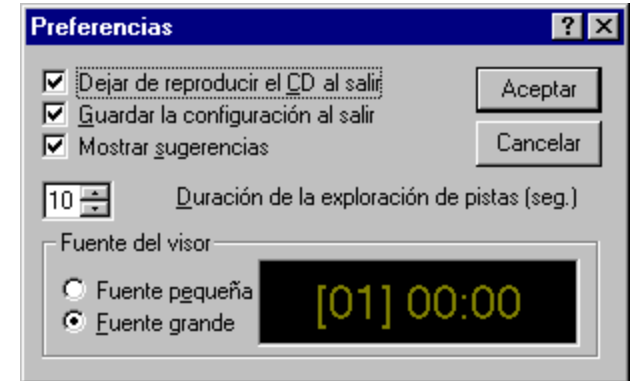 Preferencias
Dejar de reproducir el CD al salir
Aceptar
Guardar la configuración al salir
Mostrar sugerencias
Cancelar
10 Duración de la exploración de pistas (seg.)
Fuente del visor
Fuente pequeña
Fuente grande
[01] 00:00